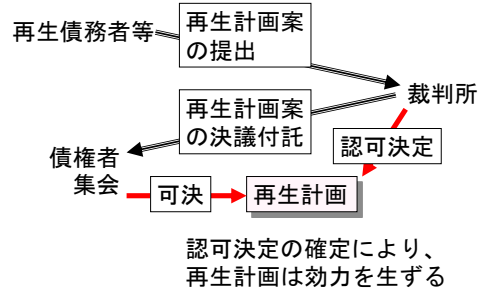 再生債務者等
再生計画案
の提出
裁判所
再生計画案
の決議付託
認可決定
債権者
集会
可決
再生計画
認可決定の確定により、
再生計画は効力を生ずる